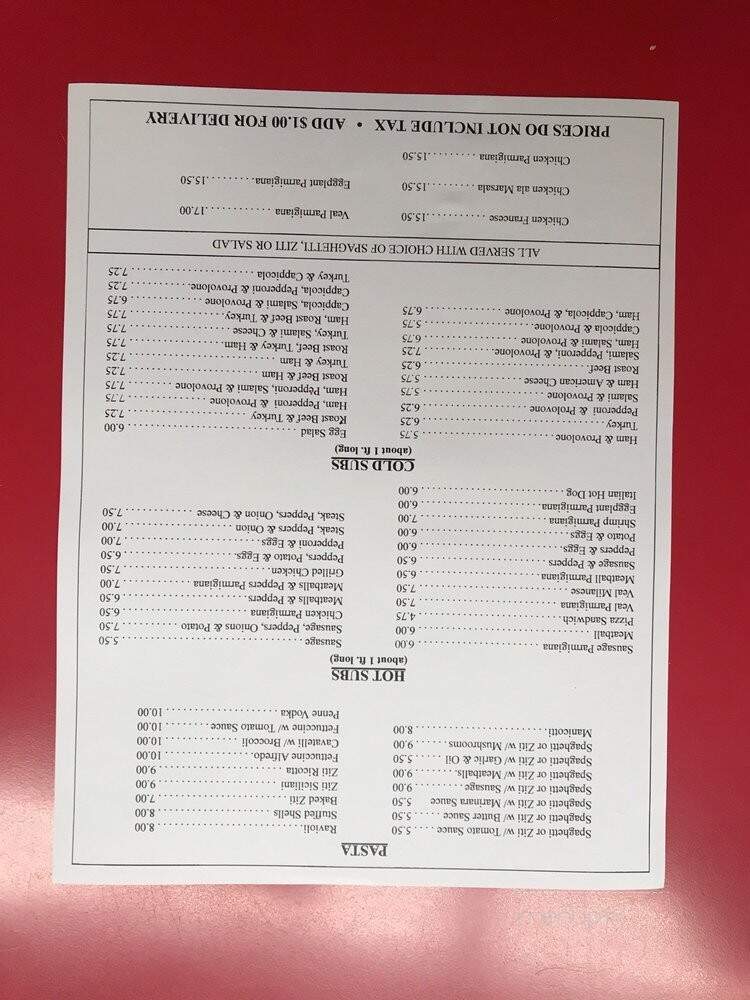 PASTA
Spaghetti or Ziti w/ Tomato Sauce . . . . . 5.50
Spaghetti or Ziti w/ Butter Sauce . . . . . 5.50
Spaghetti or Ziti w/ Marinara Sauce 5.50
Spaghetti or Ziti w/ Sausage . . . . . . . . . 9.00
Spaghetti or Ziti w/ Meatballs. . . . . . . . . 9.00
Spaghetti or Ziti w/ Garlic & Oil . . . . . 5.50
Spaghetti or Ziti w/ Mushrooms . . . . . 9.00
Manicotti . . . . . . . . . . . . . . . . . . . 8.00
Ravioli. . . . . . . . . . . . . . . . . . . . . 8.00
Stuffed Shells . . . . . . . . . . . . . . . . 8.00
Baked Ziti . . . . . . . . . . . . . . . . . . 7.00
Ziti Siciliani . . . . . . . . . . . . . . . . . 9.00
Ziti Ricotta . . . . . . . . . . . . . . . . . 9.00
Fettuccine Alfredo. . . . . . . . . . . . . 10.00
Cavatelli w/ Broccoli . . . . . . . . . . . 10.00
Fettuccine w/ Tomato Sauce . . . . . . . 10.00
Penne Vodka . . . . . . . . . . . . . . . . 10.00
HOT SUBS
(about 1 ft. long)
Sausage Parmigiana . . . . . . . . . . . . . . . . . . 6.00
Meatball . . . . . . . . . . . . . . . . . . . . . . . . . 6.00
Pizza Sandwich. . . . . . . . . . . . . . . . . . . . . 4.75
Veal Parmigiana . . . . . . . . . . . . . . . . . . . . 7.50
Veal Milanese . . . . . . . . . . . . . . . . . . . . . . 7.50
Meatball Parmigiana . . . . . . . . . . . . . . . . . 6.50
Sausage & Peppers . . . . . . . . . . . . . . . . . . 6.50
Peppers & Eggs. . . . . . . . . . . . . . . . . . . . . 6.00
Potato & Eggs . . . . . . . . . . . . . . . . . . . . . . 6.00
Shrimp Parmigiana . . . . . . . . . . . . . . . . . . 7.00
Eggplant Parmigiana. . . . . . . . . . . . . . . . . . 6.00
Italian Hot Dog . . . . . . . . . . . . . . . . . . . . . 6.00
Sausage . . . . . . . . . . . . . . . . . . . . . . . . . 5.50
Sausage, Peppers, Onions & Potato . . . . . . . 7.50
Chicken Parmigiana . . . . . . . . . . . . . . . . . 6.50
Meatballs & Peppers. . . . . . . . . . . . . . . . . 6.50
Meatballs & Peppers Parmigiana . . . . . . . . . 7.00
Grilled Chicken. . . . . . . . . . . . . . . . . . . . . 7.50
Peppers, Potato & Eggs. . . . . . . . . . . . . . . 6.50
Pepperoni & Eggs . . . . . . . . . . . . . . . . . . . 7.00
Steak, Peppers & Onion . . . . . . . . . . . . . . . 7.00
Steak, Peppers, Onion & Cheese . . . . . . . . . 7.50
COLD SUBS
(about 1 ft. long)
Ham & Provolone . . . . . . . . . . . . . . . . . . . 5.75
Turkey . . . . . . . . . . . . . . . . . . . . . . . . . . 6.25
Pepperoni & Prolovone . . . . . . . . . . . . . . . 6.25
Salami & Provolone . . . . . . . . . . . . . . . . . 5.75
Ham & American Cheese . . . . . . . . . . . . . . 5.75
Roast Beef. . . . . . . . . . . . . . . . . . . . . . . . 6.25
Salami, Pepperoni, & Provolone. . . . . . . . . . 7.25
Ham, Salami & Provolone . . . . . . . . . . . . . 6.75
Cappicola & Provolone. . . . . . . . . . . . . . . . 5.75
Ham, Cappicola, & Provolone . . . . . . . . . . . 6.75
Egg Salad . . . . . . . . . . . . . . . . . . . . . . . . 6.00
Roast Beef & Turkey . . . . . . . . . . . . . . . . . 7.25
Ham, Pepperoni & Provolone . . . . . . . . . . . 7.75
Ham, Pepperoni, Salami & Provolone . . . . . . 7.75
Roast Beef & Ham . . . . . . . . . . . . . . . . . . 7.25
Turkey & Ham . . . . . . . . . . . . . . . . . . . . . 7.25
Roast Beef, Turkey & Ham. . . . . . . . . . . . . 7.75
Turkey, Salami & Cheese . . . . . . . . . . . . . . 7.75
Ham, Roast Beef & Turkey. . . . . . . . . . . . . 7.75
Cappicola, Salami & Provolone . . . . . . . . . . 6.75
Cappicola, Pepperoni & Provolone. . . . . . . . 7.25
Turkey & Cappicola . . . . . . . . . . . . . . . . . 7.25
ALL SERVED WITH CHOICE OF SPAGHETTI, ZITI OR SALAD
Chicken Francese . . . . . . . . .15.50
Chicken ala Marsala . . . . . . .15.50
Chicken Parmigiana . . . . . . . . .15.50
Veal Parmigiana . . . . . . . . . . .17.00
Eggplant Parmigiana. . . . . . . .15.50
PRICES DO NOT INCLUDE TAX • ADD $1.00 FOR DELIVERY